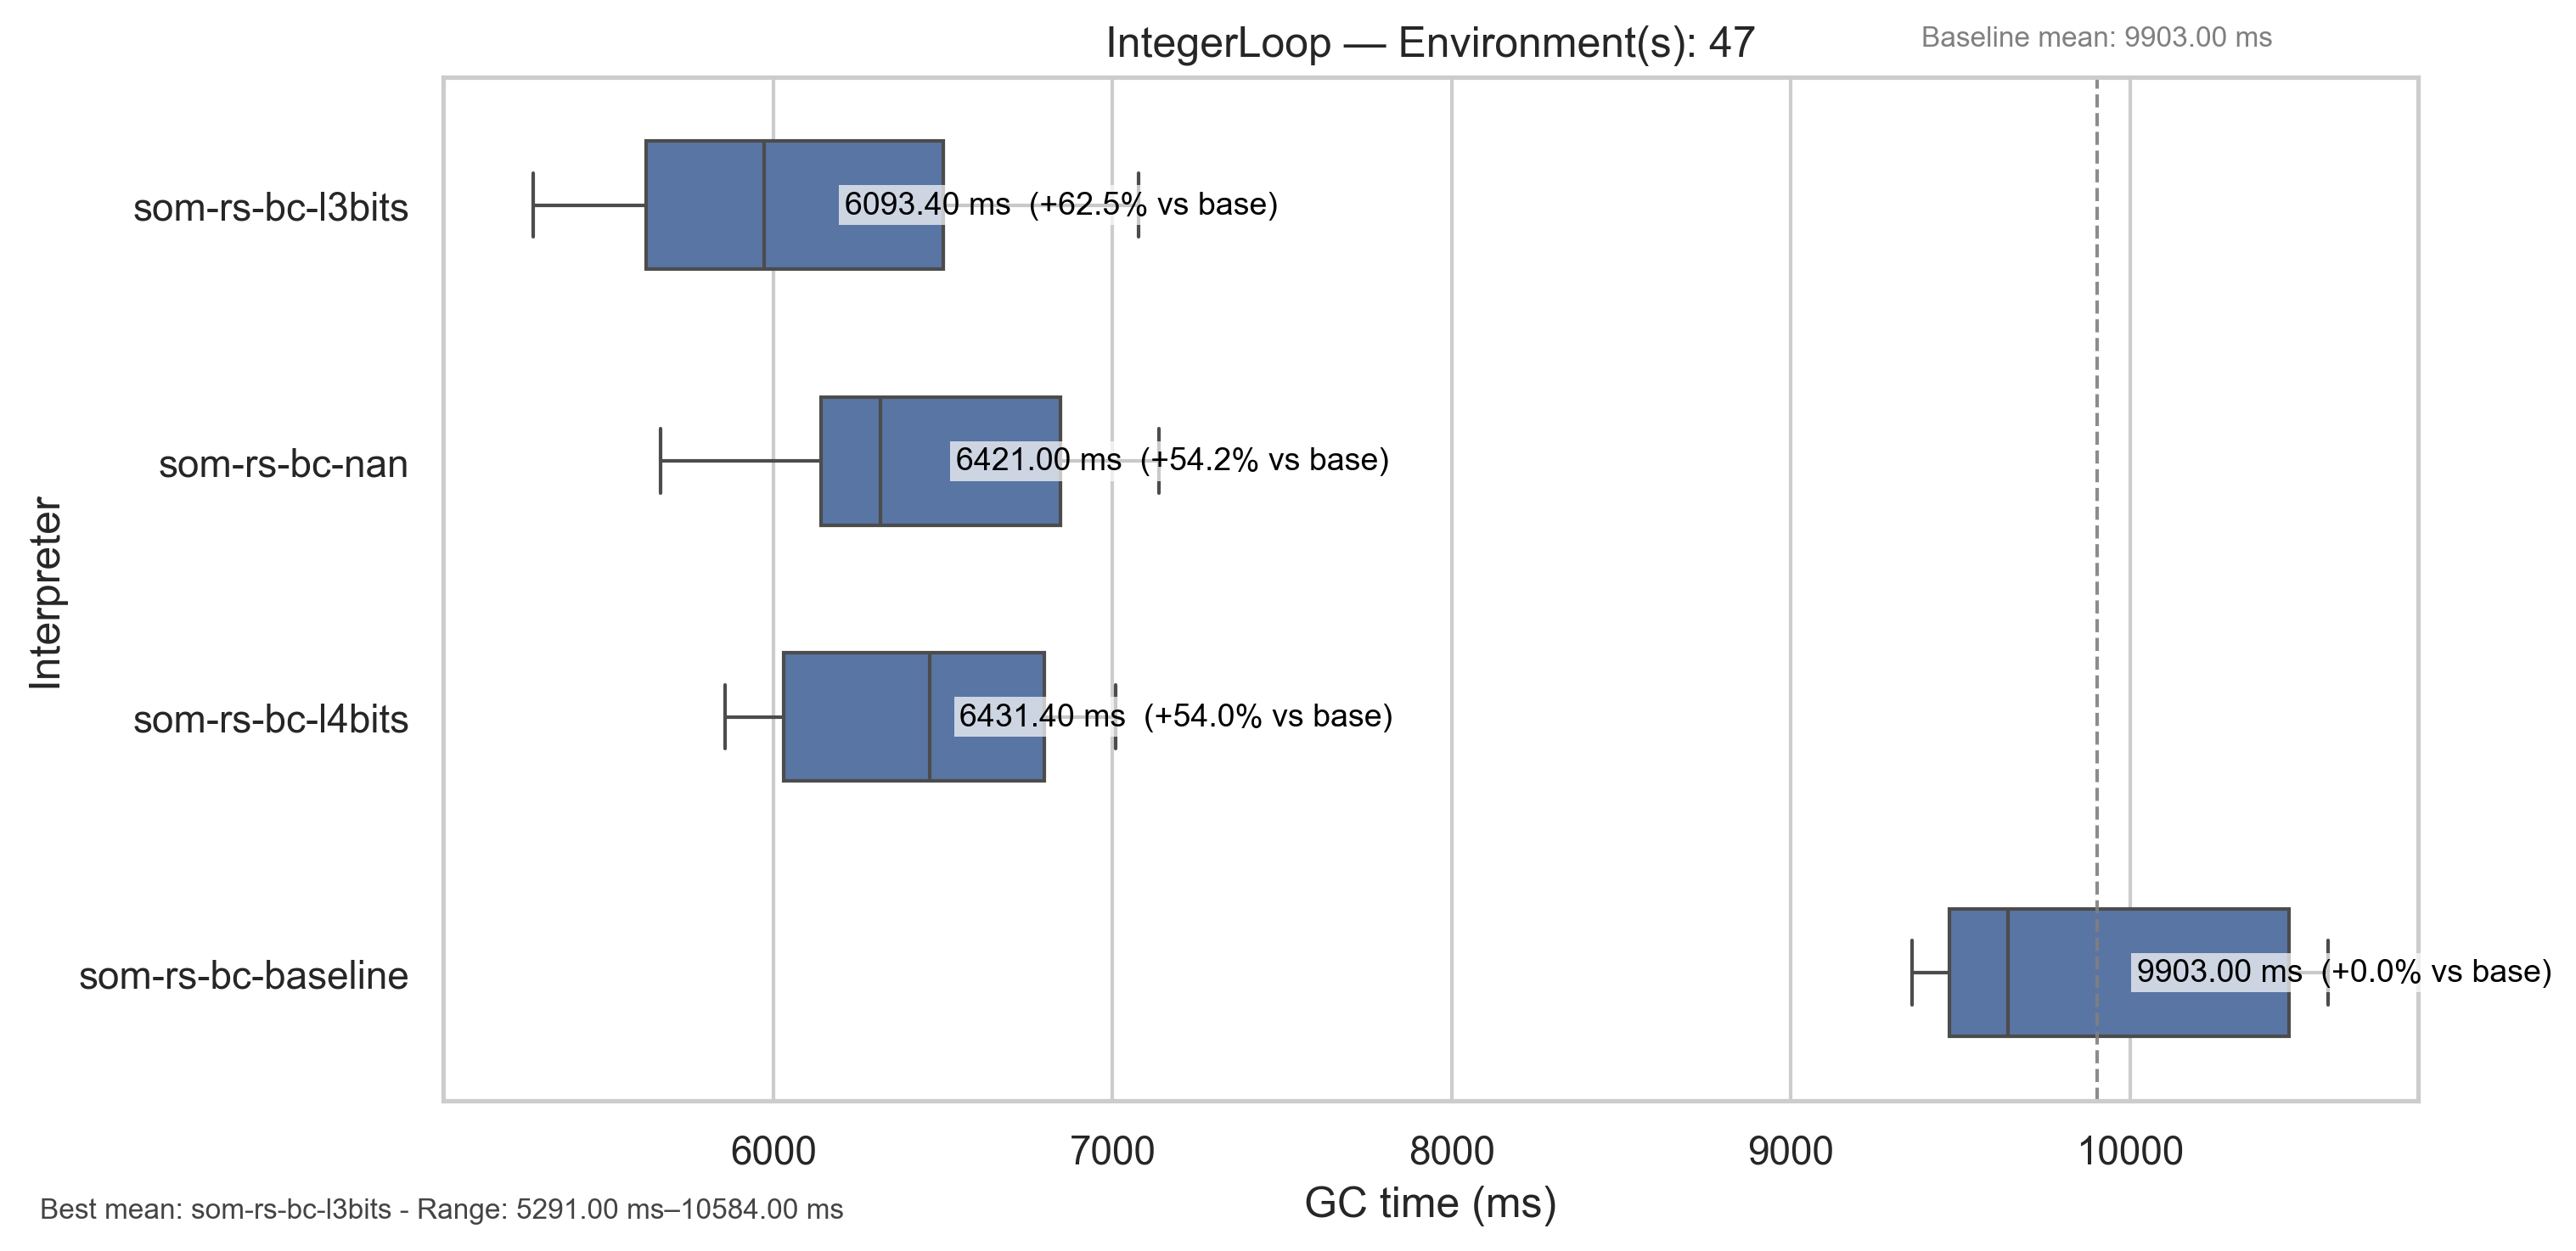 IntegerLoop — Environment(s): 47
Baseline mean: 9903.00 ms
Interpreter
som-rs-bc-l3bits
6093.40 ms (+62.5% vs base)
som-rs-bc-nan
6421.00 ms (+54.2% vs base)
som-rs-bc-l4bits
6431.40 ms (+54.0% vs base)
som-rs-bc-baseline
9903.00 ms (+0.0% vs base)
6000 7000 8000 9000 10000
GC time (ms)
Best mean: som-rs-bc-l3bits - Range: 5291.00 ms–10584.00 ms